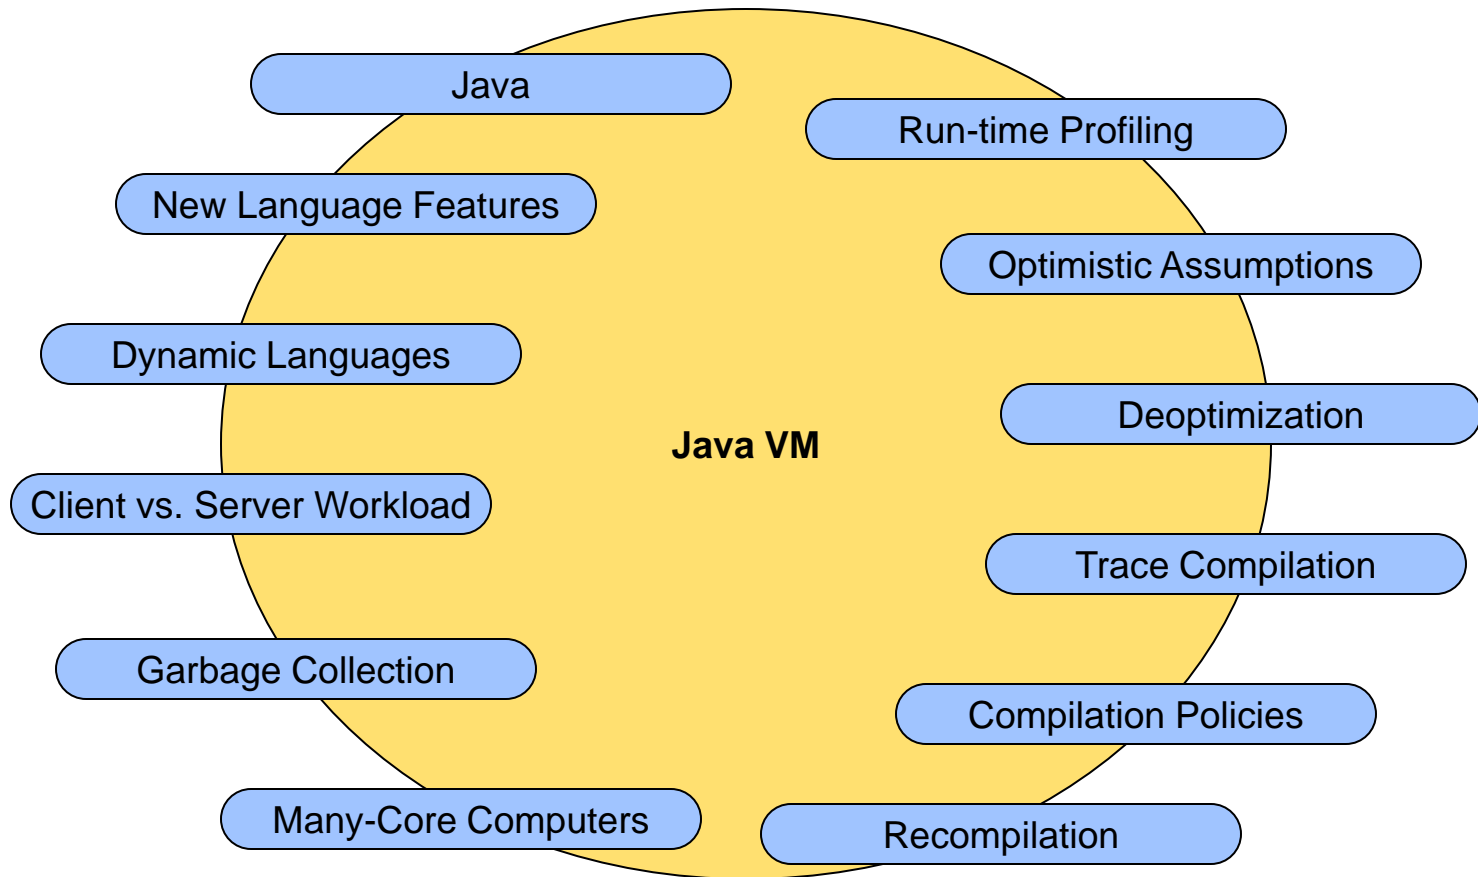 Java
Run-time Profiling
New Language Features
Optimistic Assumptions
Dynamic Languages
Deoptimization
Java VM
Client vs. Server Workload
Trace Compilation
Garbage Collection
Compilation Policies
Many-Core Computers
Recompilation